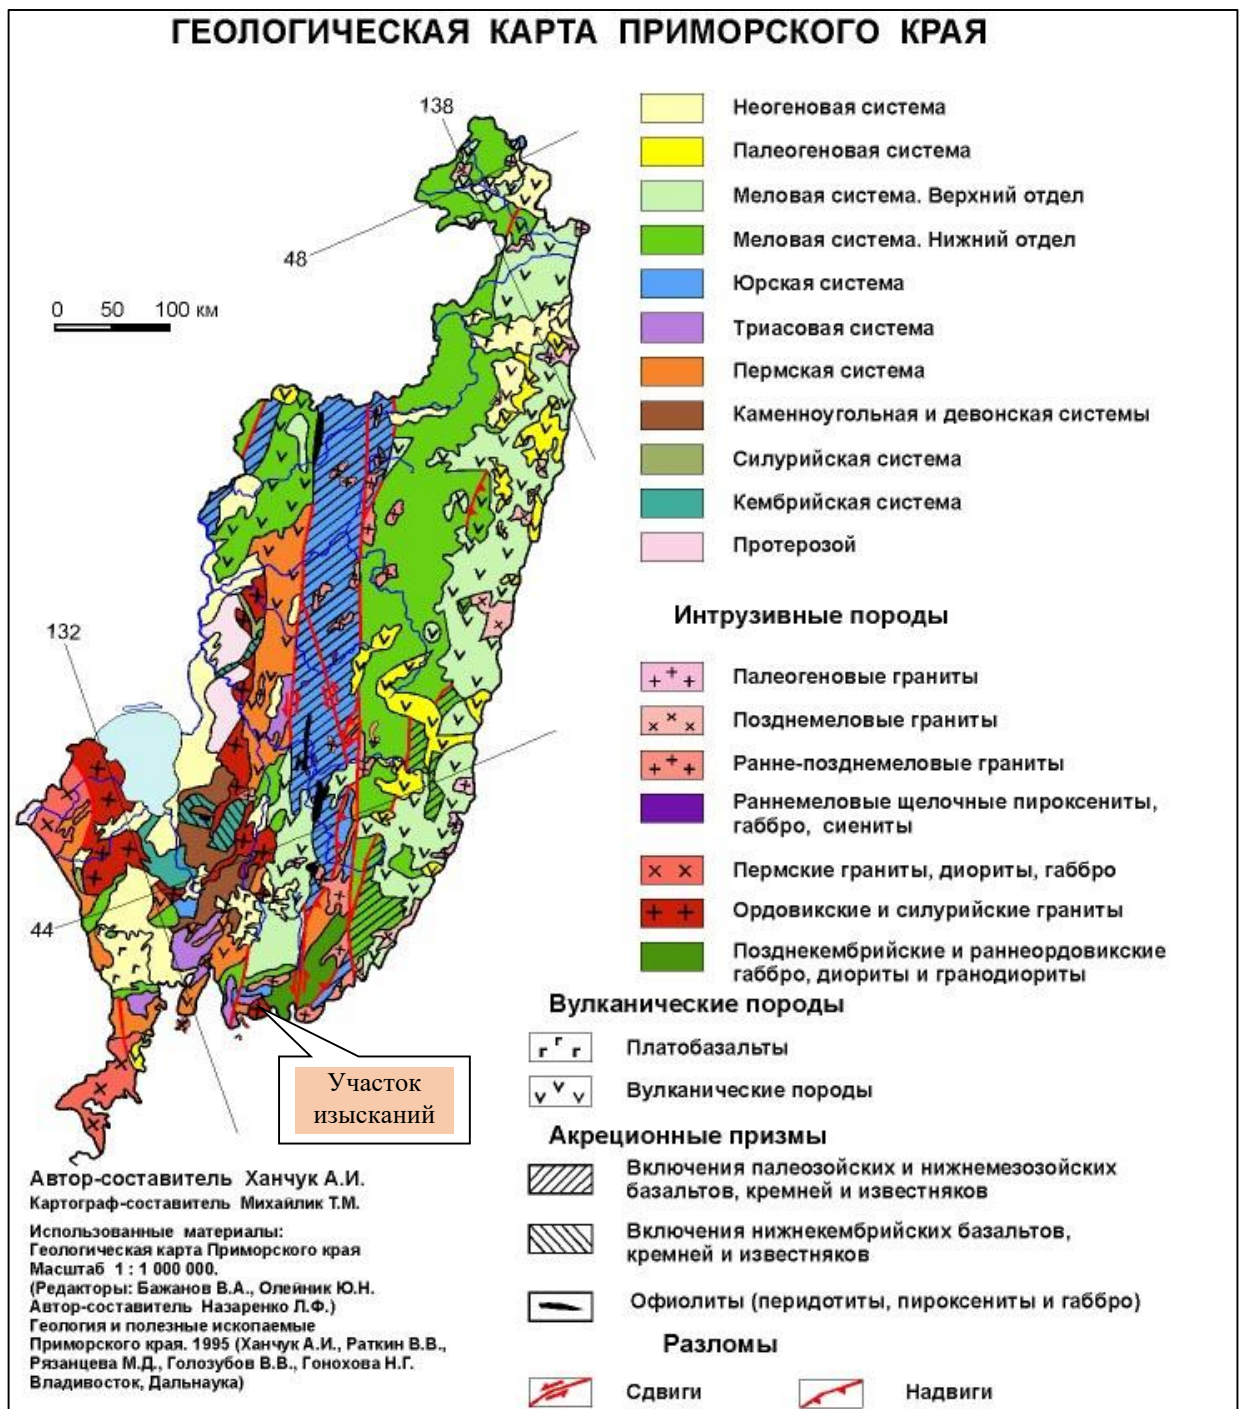 ГЕОЛОГИЧЕСКАЯ КАРТА ПРИМОРСКОГО КРАЯ
138
48
0 50 100 км
132
44
Участок
изысканий
Неогеновая система
Палеогеновая система
Меловая система. Верхний отдел
Меловая система. Нижний отдел
Юрская система
Триасовая система
Пермская система
Каменноугольная и девонская системы
Силурийская система
Кембрийская система
Протерозой
Интрузивные породы
Палеогеновые граниты
Позднемеловые граниты
Ранне-позднемеловые граниты
Раннемеловые щелочные пироксениты,
габбро, сиениты
Пермские граниты, диориты, габбро
Ордовикские и силурийские граниты
Позднекембрийские и раннеордовикские
габбро, диориты и гранодиориты
Вулканические породы
Платобазальты
Вулканические породы
Акреционные призмы
Включения палеозойских и нижнемезозойских
базальтов, кремней и известняков
Включения нижнекембрийских базальтов,
кремней и известняков
Офиолиты (перидотиты, пироксениты и габбро)
Разломы
Сдвиги
Надвиги
Автор-составитель Ханчук А.И.
Картограф-составитель Михайлик Т.М.
Использованные материалы:
Геологическая карта Приморского края
Масштаб 1 : 1 000 000.
(Редакторы: Бажанов В.А., Олейник Ю.Н.
Автор-составитель Назаренко Л.Ф.)
Геология и полезные ископаемые
Приморского края. 1995 (Ханчук А.И., Раткин В.В.,
Рязанцева М.Д., Голозубов В.В., Гонохова Н.Г.
Владивосток, Дальнаука)